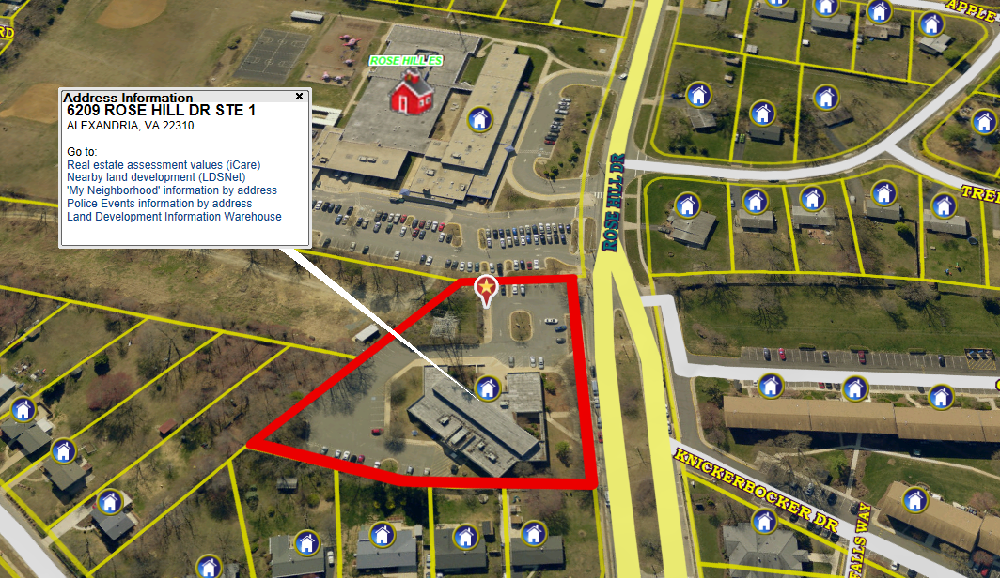 APPLE
RD
ROSE HILL ES
Address Information
6209 ROSE HILL DR STE 1
ALEXANDRIA, VA 22310
Go to:
Real estate assessment values (iCare)
Nearby land development (LDSNet)
'My Neighborhood' information by address
Police Events information by address
Land Development Information Warehouse
ROSE HILL DR
TREN
KNICKERBOCKER DR
ALLS WAY